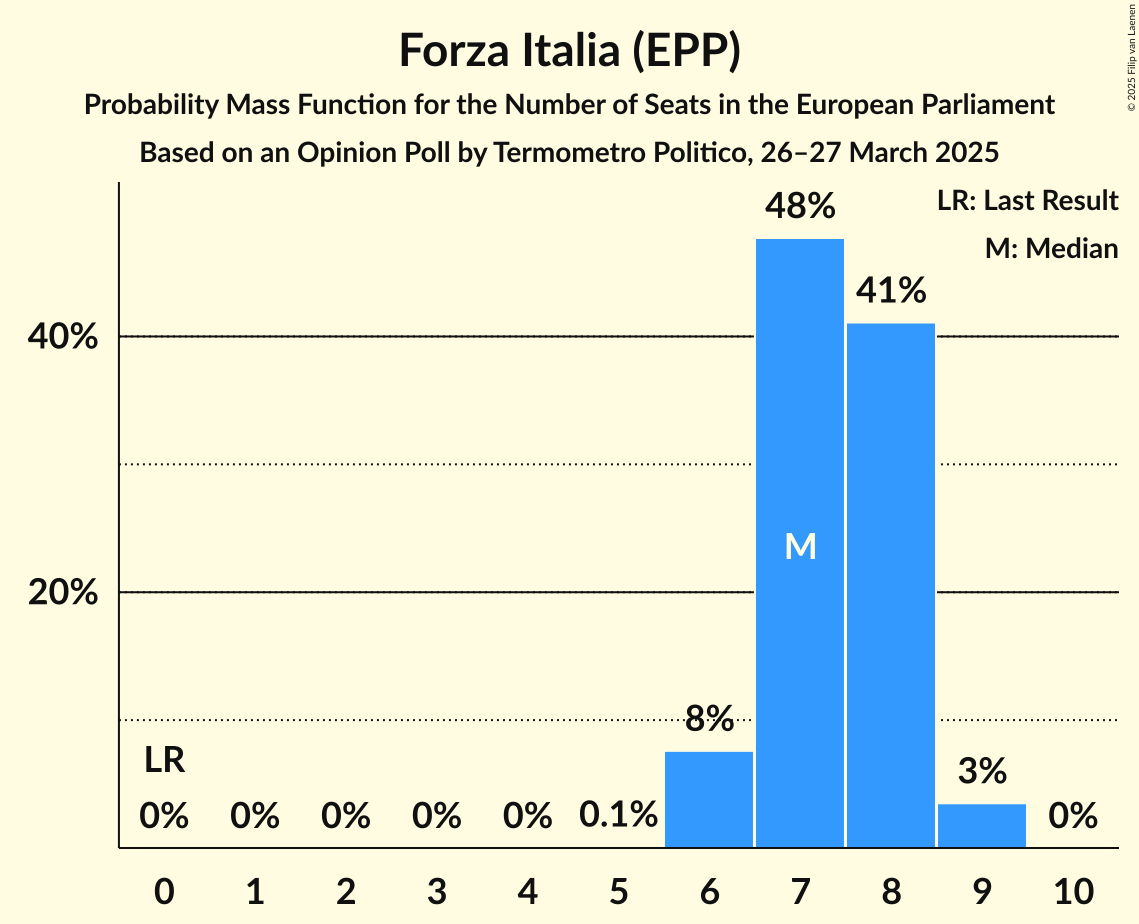 Forza Italia (EPP)
Probability Mass Function for the Number of Seats in the European Parliament
Based on an Opinion Poll by Termometro Politico, 26–27 March 2025
© 2025 Filip van Laenen
LR: Last Result
M: Median
48%
41%
40%
M
20%
8%
LR
3%
0% 0% 0% 0% 0% 0.1% 0%
0 1 2 3 4 5 6 7 8 9 10